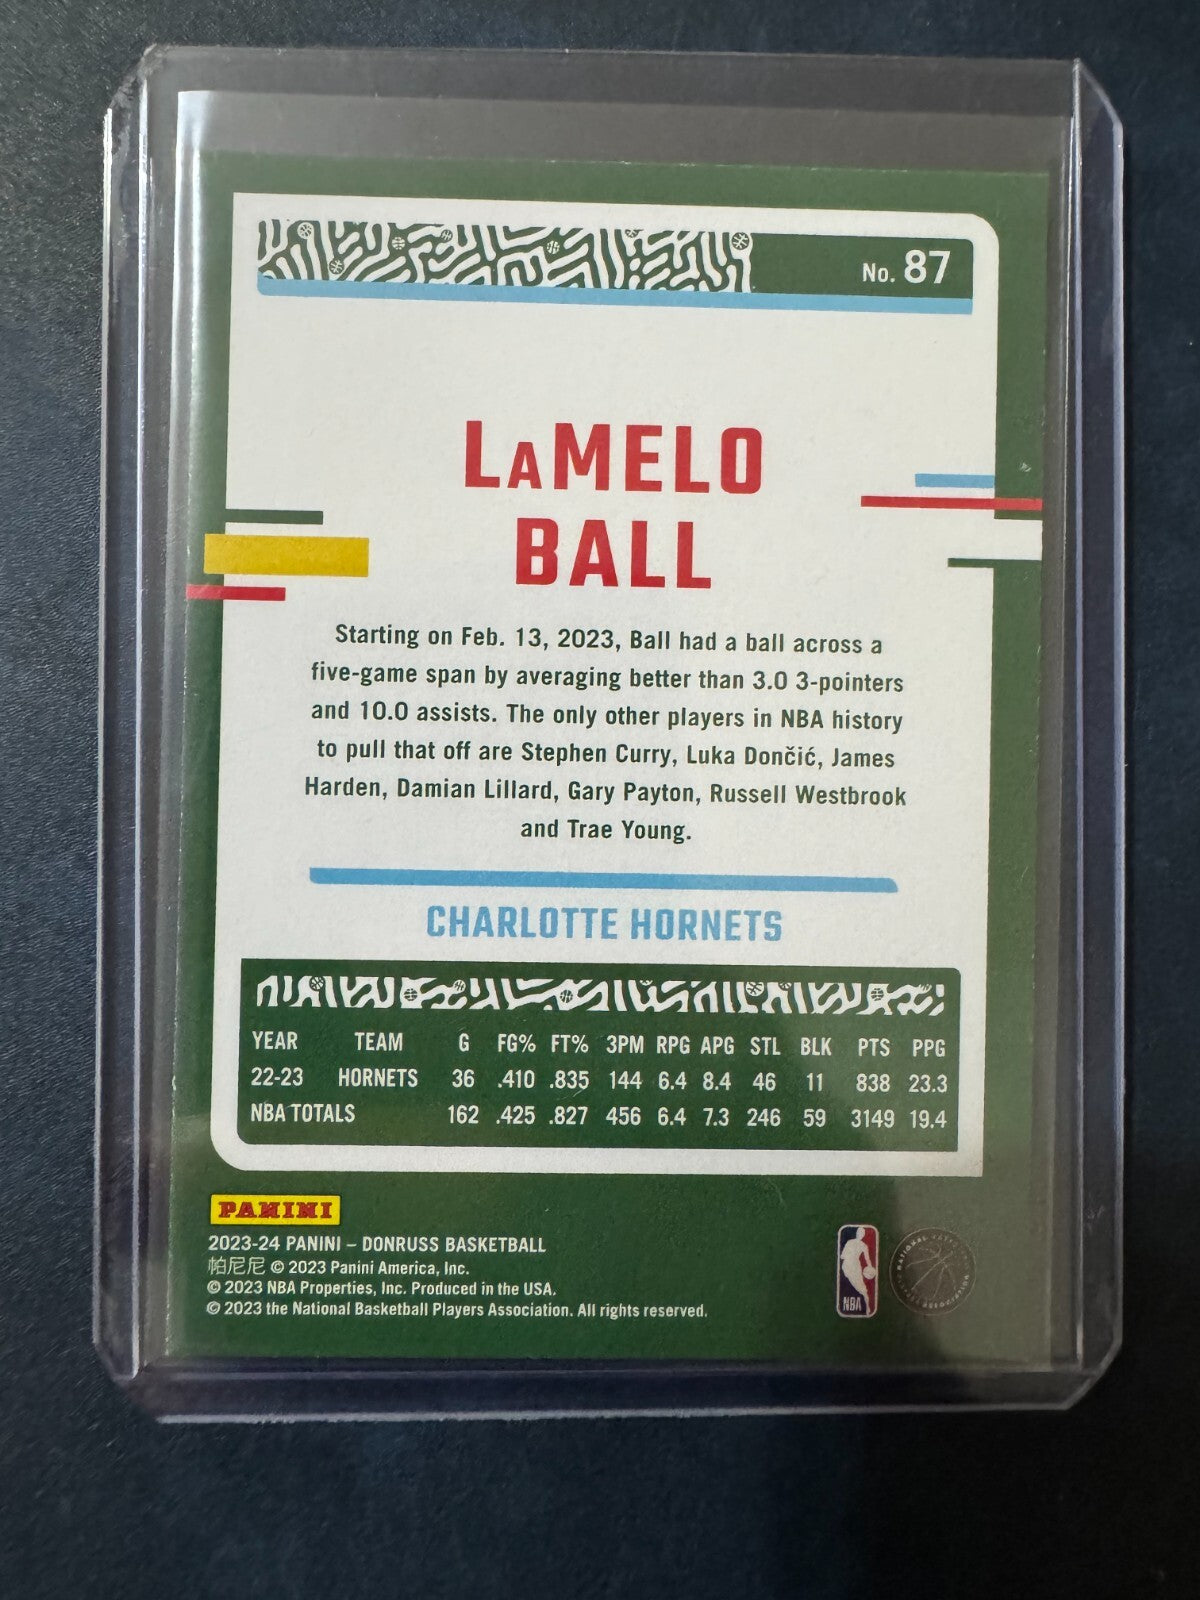 No. 87
LAMELO
BALL
Starting on Feb. 13, 2023, Ball had a ball across a
five-game span by averaging better than 3.0 3-pointers
and 10.0 assists. The only other players in NBA history
to pull that off are Stephen Curry, Luka Dončić, James
Harden, Damian Lillard, Gary Payton, Russell Westbrook
and Trae Young.
CHARLOTTE HORNETS
YEAR TEAM G FG% FT% 3PM RPG APG STL BLK PTS PPG
22-23 HORNETS 36 .410 .835 144 6.4 8.4 46 11 838 23.3
NBA TOTALS 162 .425 .827 456 6.4 7.3 246 59 3149 19.4
PANINI
2023-24 PANINI – DONRUSS BASKETBALL
帕尼尼 © 2023 Panini America, Inc.
© 2023 NBA Properties, Inc. Produced in the USA.
© 2023 the National Basketball Players Association. All rights reserved.
NBA